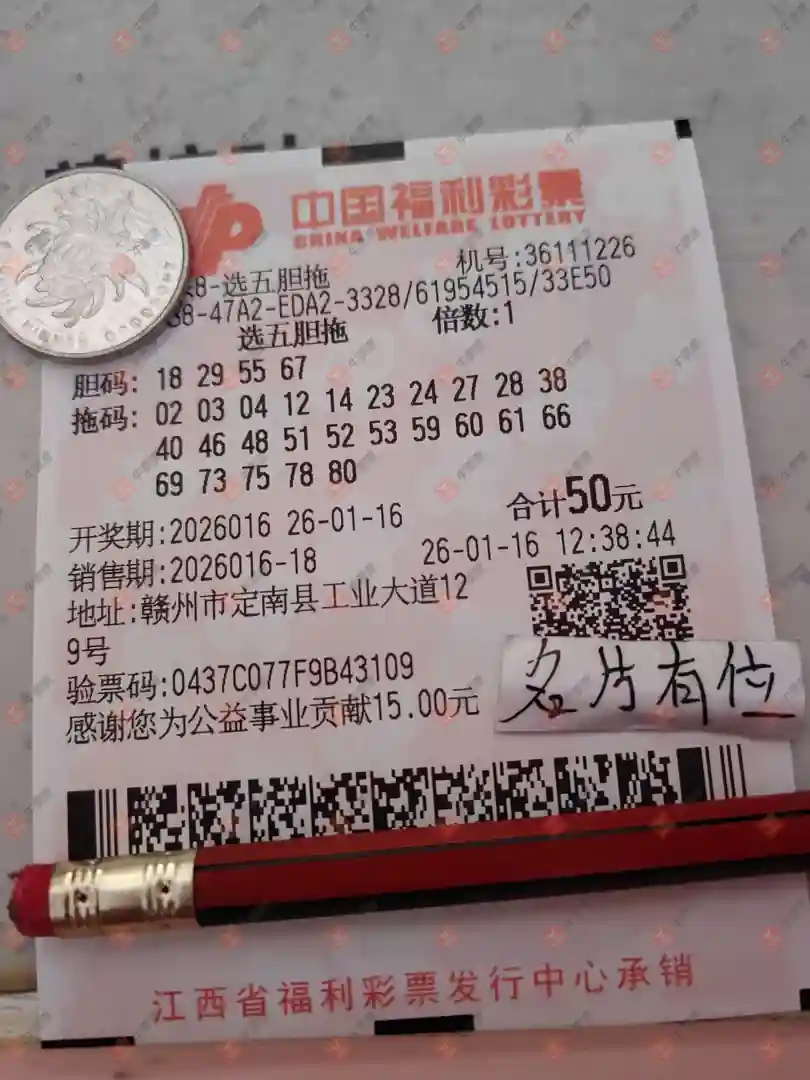 中国福利彩票
CHINA WELFARE LOTTERY
机号:36111226
8-选五胆拖
8-47A2-EDA2-3328/61954515/33E50
选五胆拖 倍数:1
胆码: 18 29 55 67
拖码: 02 03 04 12 14 23 24 27 28 38
40 46 48 51 52 53 59 60 61 66
69 73 75 78 80
合计50元
开奖期:2026016 26-01-16
销售期:2026016-18 26-01-16 12:38:44
地址:赣州市定南县工业大道12
9号
验票码:0437C077F9B43109
感谢您为公益事业贡献15.00元
名片有位
江西省福利彩票发行中心承销